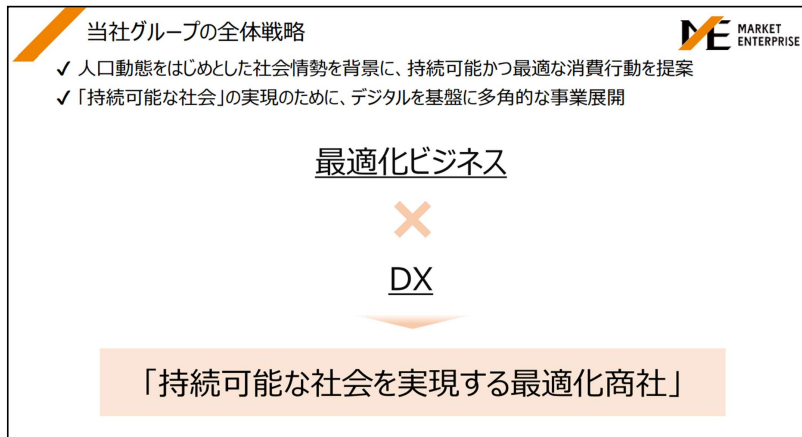 当社グループの全体戦略
ME MARKET
ENTERPRISE
✓ 人口動態をはじめとした社会情勢を背景に、持続可能かつ最適な消費行動を提案
✓ 「持続可能な社会」の実現のために、デジタルを基盤に多角的な事業展開
最適化ビジネス
×
DX
「持続可能な社会を実現する最適化商社」